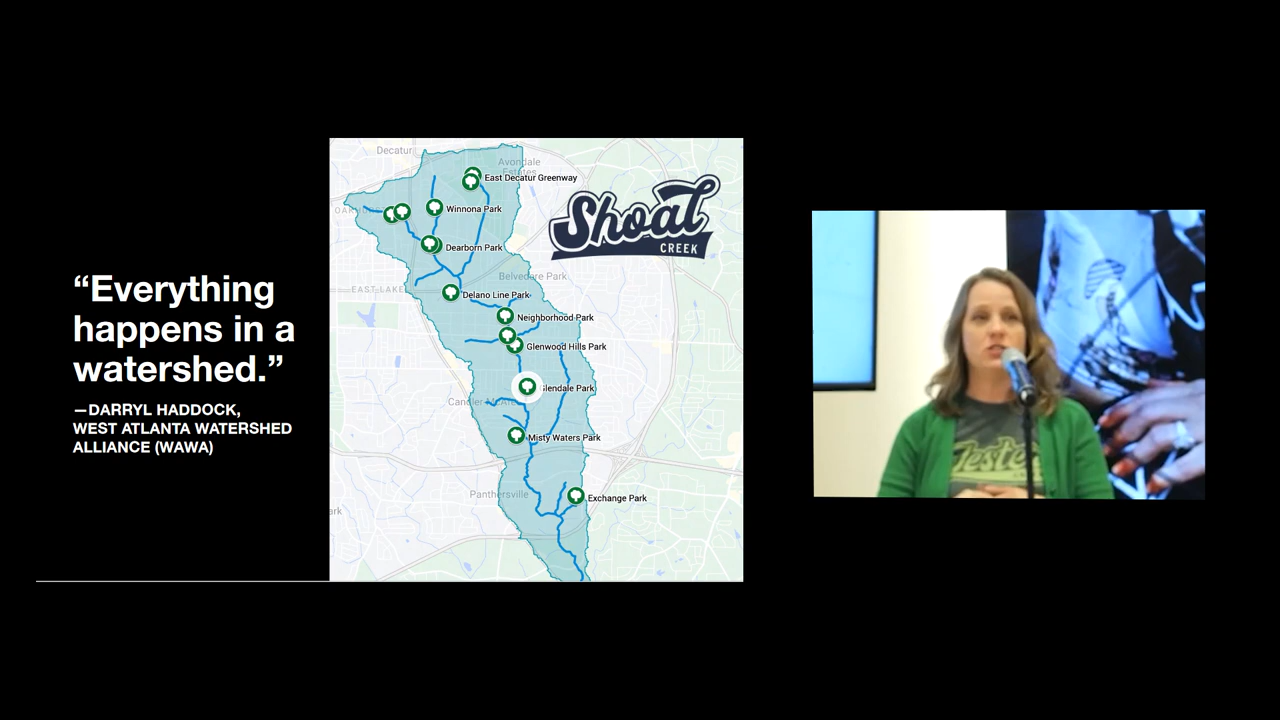 “Everything
happens in a
watershed.”
—DARRYL HADDOCK,
WEST ATLANTA WATERSHED
ALLIANCE (WAWA)
Decatur
Avondale
Estates
East Decatur Greenway
Winnona Park
Dearborn Park
Belvedere Park
EAST LAKE
Delano Line Park
Neighborhood Park
Glenwood Hills Park
Glendale Park
Misty Waters Park
Panthersville
Exchange Park
Shoal
CREEK